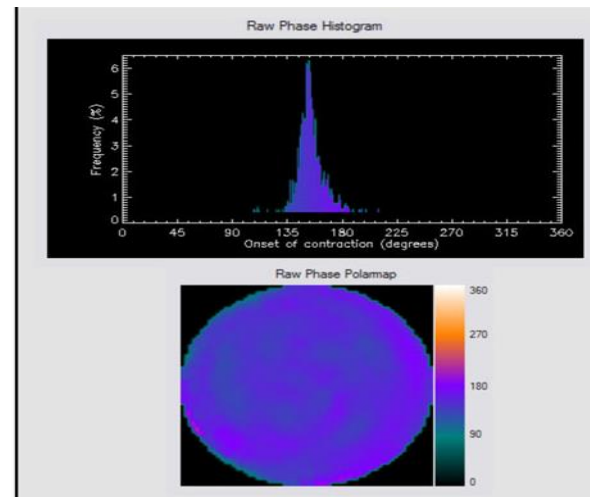 Raw Phase Histogram
Frequency (%)
6
5
4
3
2
1
0
0 45 90 135 180 225 270 315 360
Onset of contraction (degrees)
Raw Phase Polarmap
360
270
180
90
0